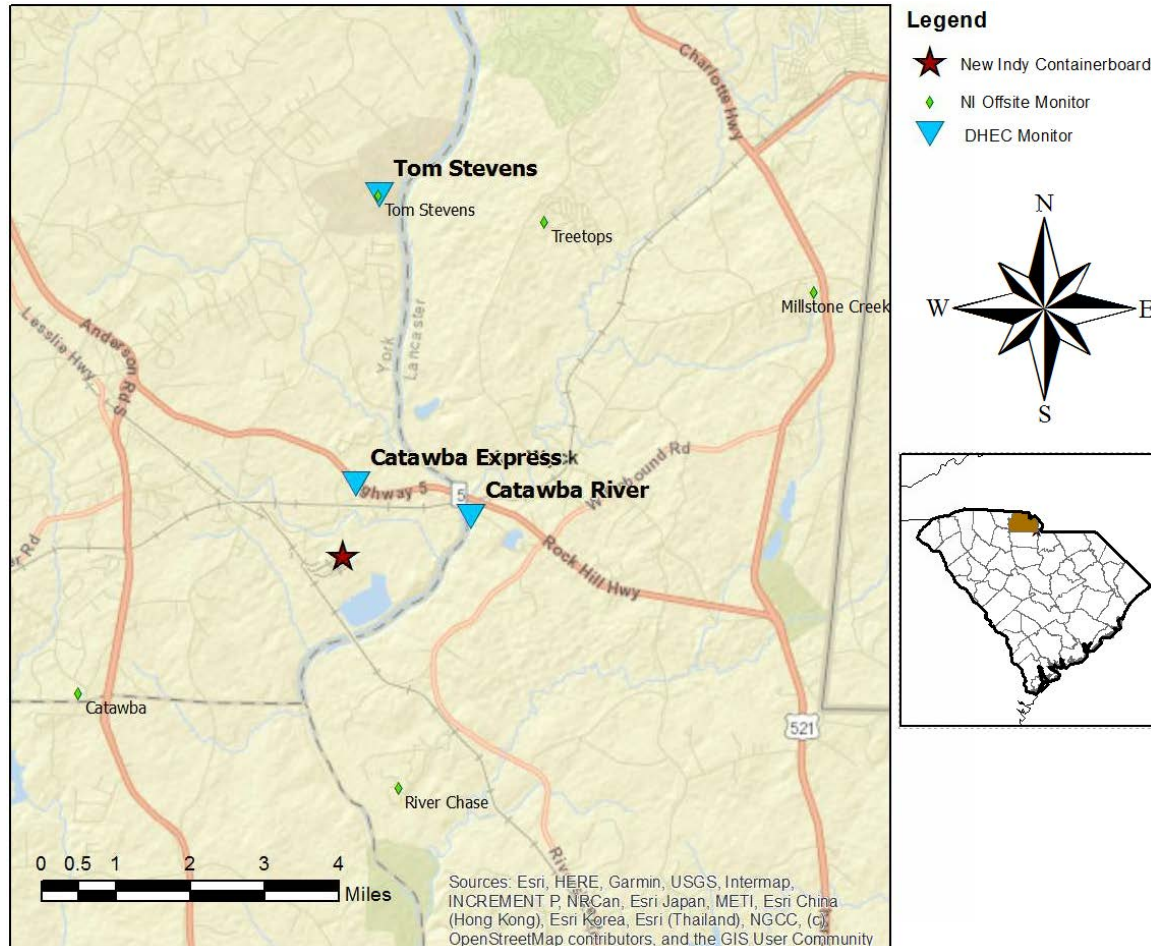 Legend
New Indy Containerboard
NI Offsite Monitor
DHEC Monitor
Charlotte Hwy
Tom Stevens
Tom Stevens
Treetops
Millstone Creek
N
W
E
S
York
Lancaster
Anderson Rd S
Lesslie Hwy
Catawba Express
ghway 5
5
Catawba River
Rock Hill Hwy
er Rd
521
Catawba
River Chase
0 0.5 1 2 3 4
Miles
Sources: Esri, HERE, Garmin, USGS, Intermap,
INCREMENT P, NRCan, Esri Japan, METI, Esri China
(Hong Kong), Esri Korea, Esri (Thailand), NGCC, (c)
OpenStreetMap contributors, and the GIS User Community